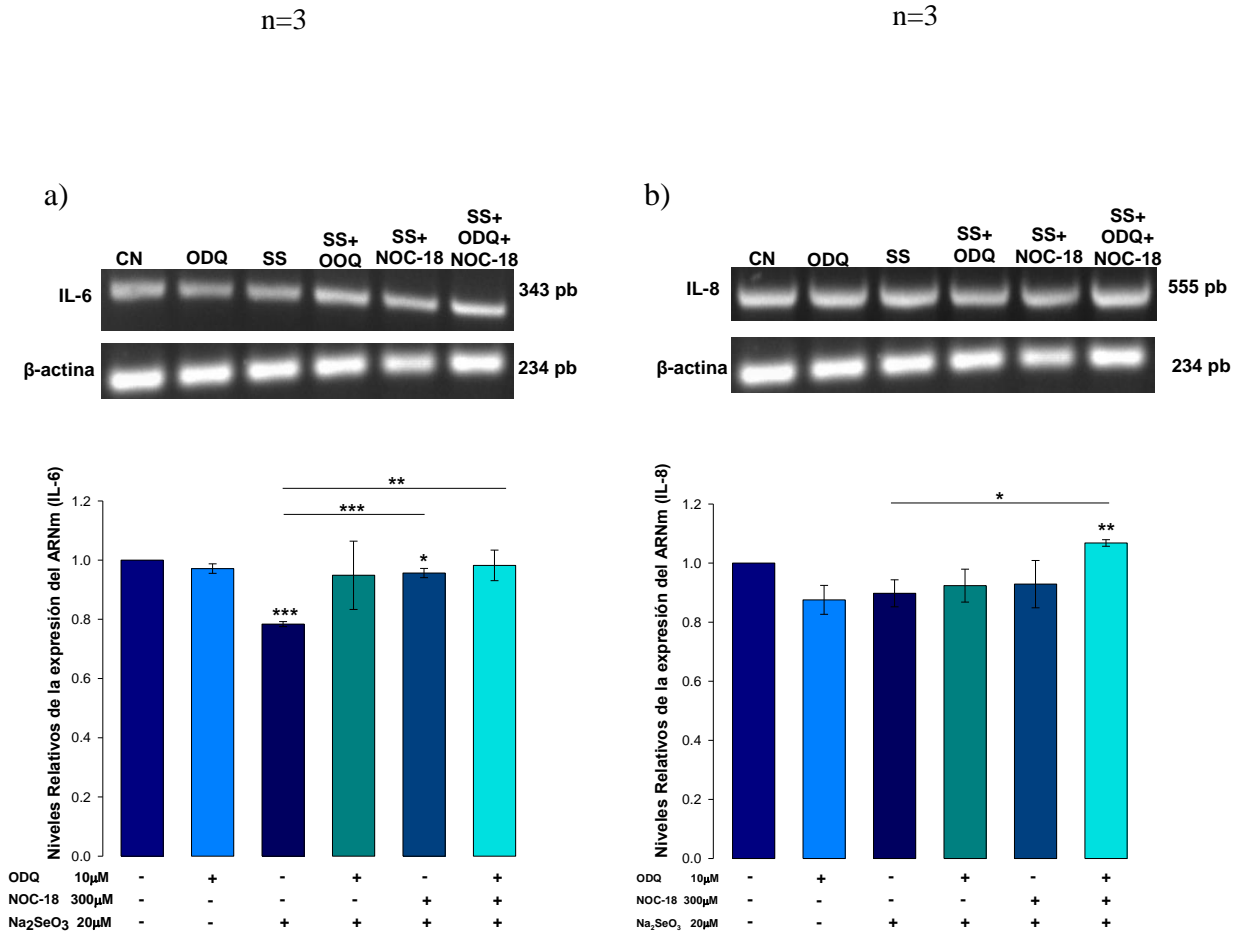 n=3
n=3
a)
CN ODQ SS SS+ OOQ SS+ NOC-18 SS+ ODQ+ NOC-18
IL-6 343 pb
β-actina 234 pb
b)
CN ODQ SS SS+ ODQ SS+ NOC-18 SS+ ODQ+ NOC-18
IL-8 555 pb
β-actina 234 pb
Niveles Relativos de la expresión del ARNm (IL-6)
1.2
1.0
0.8
0.6
0.4
0.2
0.0
**
***
*
***
ODQ 10µM - + - + - +
NOC-18 300µM - - - - + +
Na₂SeO₃ 20µM - - + + + +
Niveles Relativos de la expresión del ARNm (IL-8)
1.2
1.0
0.8
0.6
0.4
0.2
0.0
*
**
ODQ 10µM - + - + - +
NOC-18 300µM - - - - + +
Na₂SeO₃ 20µM - - + + + +